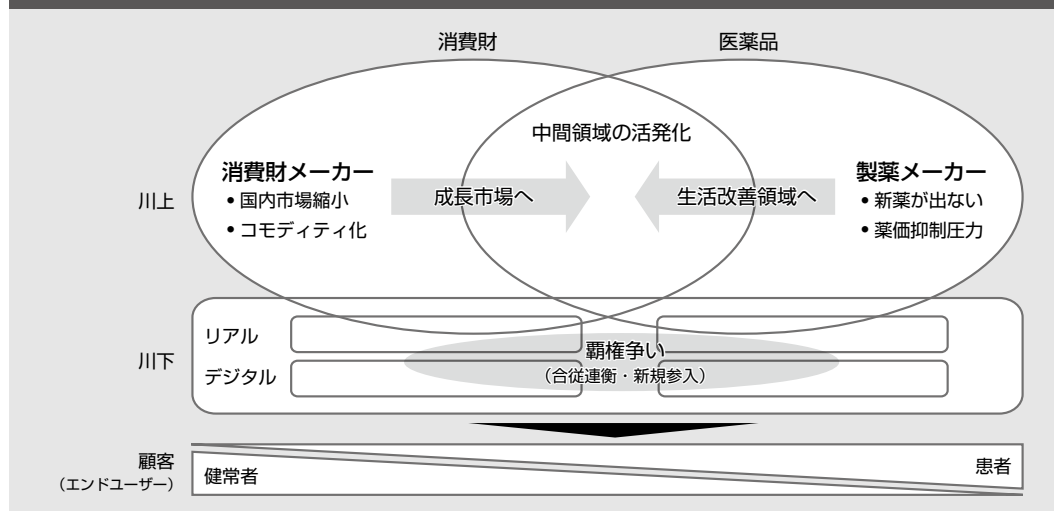 消費財
医薬品
中間領域の活発化
川上
消費財メーカー
• 国内市場縮小
• コモディティ化
成長市場へ
生活改善領域へ
製薬メーカー
• 新薬が出ない
• 薬価抑制圧力
川下
リアル
デジタル
覇権争い
（合従連衡・新規参入）
顧客
（エンドユーザー）
健常者
患者